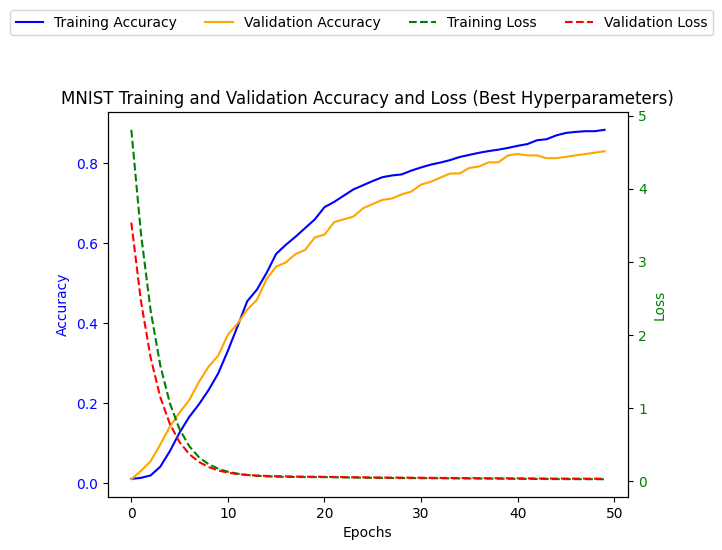 Training Accuracy Validation Accuracy Training Loss Validation Loss
MNIST Training and Validation Accuracy and Loss (Best Hyperparameters)
0.8
0.6
0.4
0.2
0.0
Accuracy
5
4
3
2
1
0
Loss
0 10 20 30 40 50
Epochs